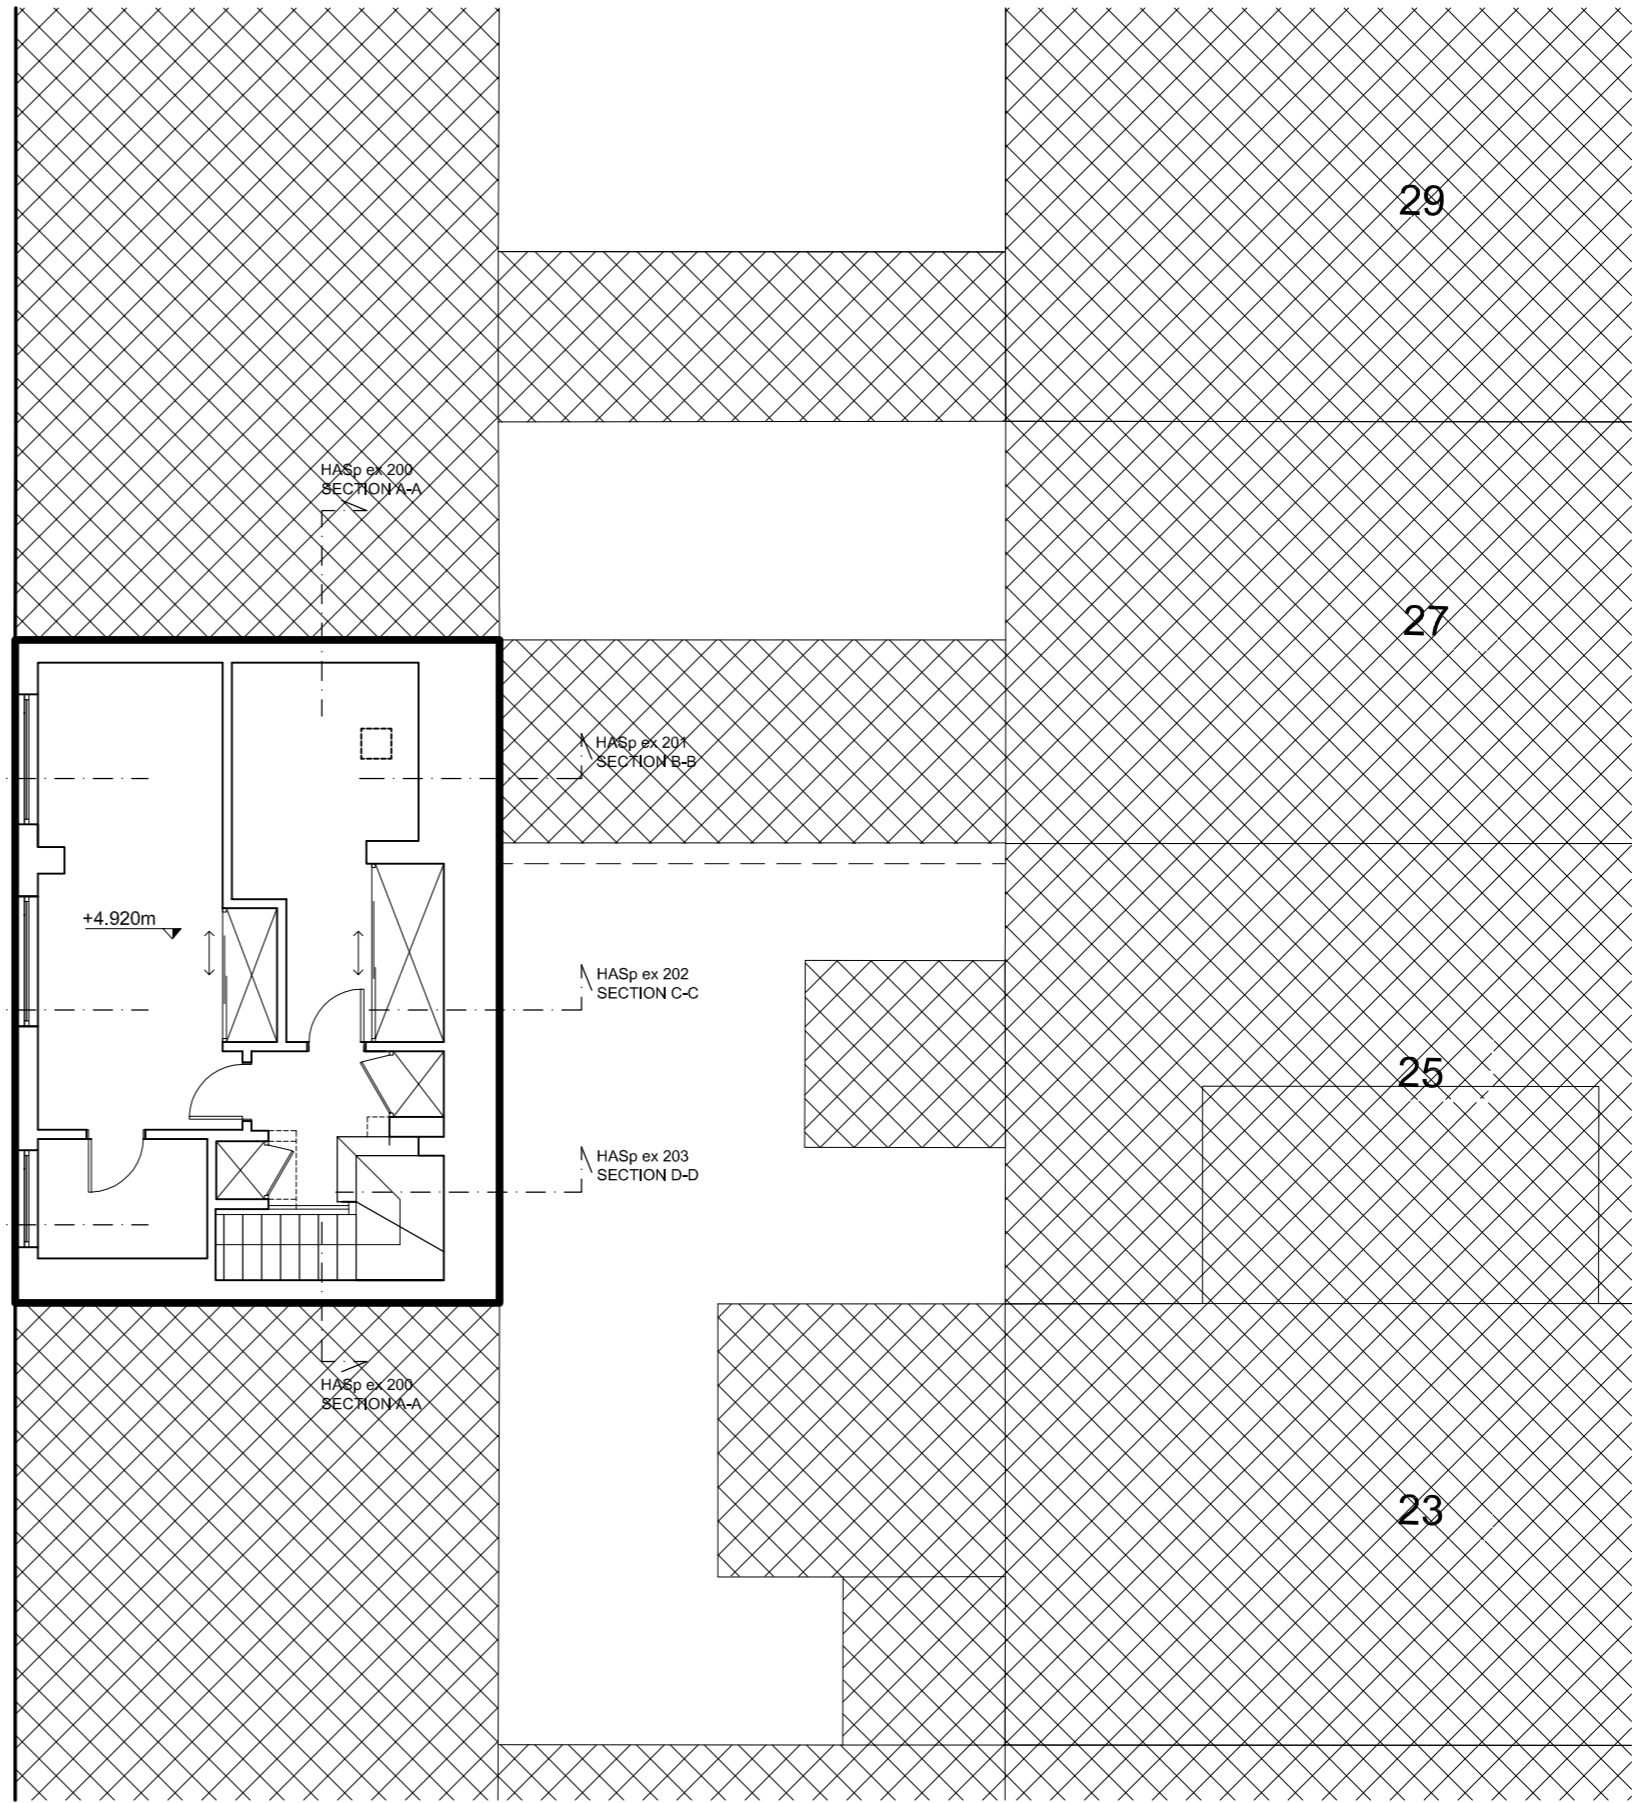 29
HASp ex 200
SECTION A-A
27
HASp ex 201
SECTION B-B
+4.920m
HASp ex 202
SECTION C-C
25
HASp ex 203
SECTION D-D
HASp ex 200
SECTION A-A
23